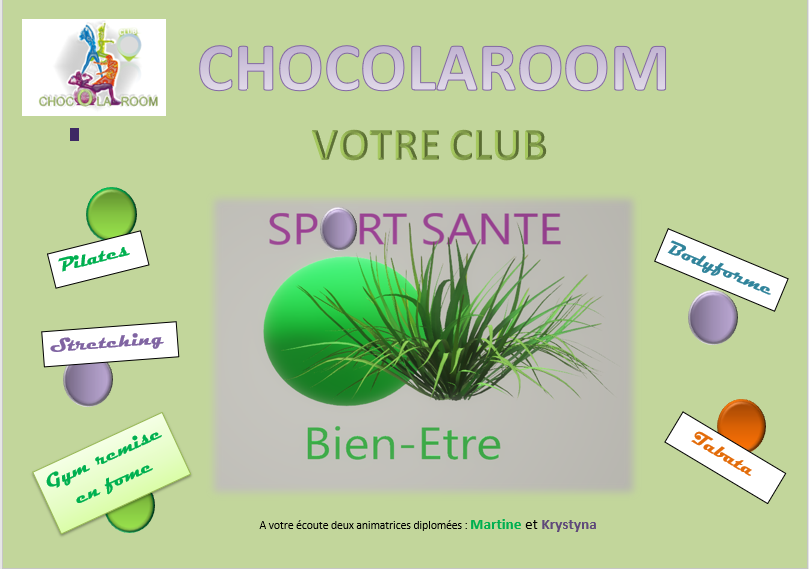 CLUB
CHOCOLAROOM
CHOCOLAROOM
VOTRE CLUB
SPORT SANTE
Pilates
Stretching
Gym remise
en fome
Bodyforme
Tabata
Bien-Etre
A votre écoute deux animatrices diplomées : Martine et Krystyna